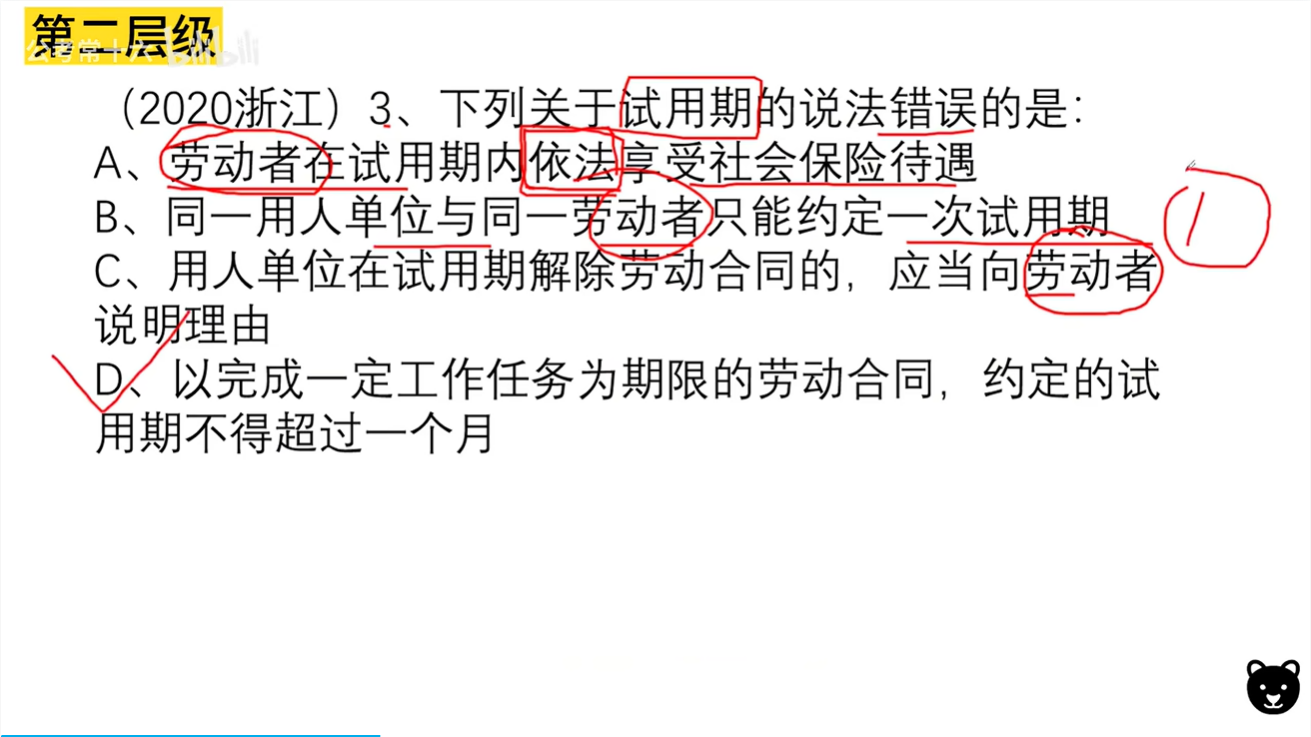 第二层级
公考常十六 bilibili
(2020浙江) 3、下列关于试用期的说法错误的是:
A、劳动者在试用期内依法享受社会保险待遇
B、同一用人单位与同一劳动者只能约定一次试用期
1
C、用人单位在试用期解除劳动合同的，应当向劳动者
说明理由
D、以完成一定工作任务为期限的劳动合同，约定的试
用期不得超过一个月